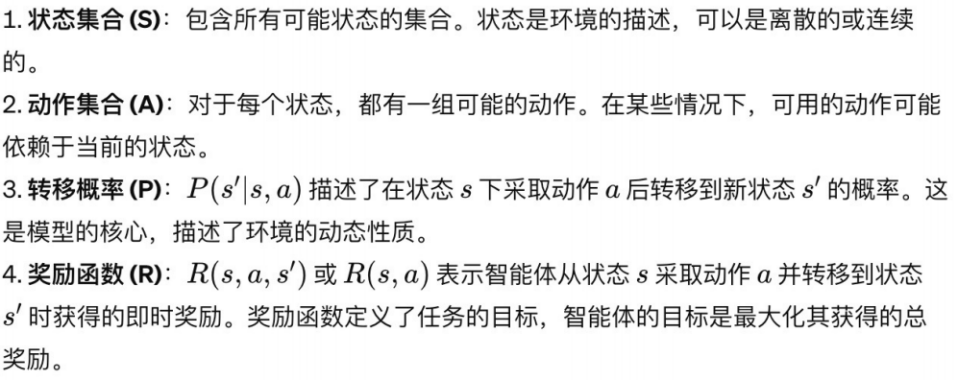 1. 状态集合 (S)：包含所有可能状态的集合。状态是环境的描述，可以是离散的或连续
的。
2. 动作集合 (A)：对于每个状态，都有一组可能的动作。在某些情况下，可用的动作可能
依赖于当前的状态。
3. 转移概率 (P)：P(s′|s, a) 描述了在状态 s 下采取动作 a 后转移到新状态 s′ 的概率。这
是模型的核心，描述了环境的动态性质。
4. 奖励函数 (R)：R(s, a, s′) 或 R(s, a) 表示智能体从状态 s 采取动作 a 并转移到状态
s′ 时获得的即时奖励。奖励函数定义了任务的目标，智能体的目标是最大化其获得的总
奖励。